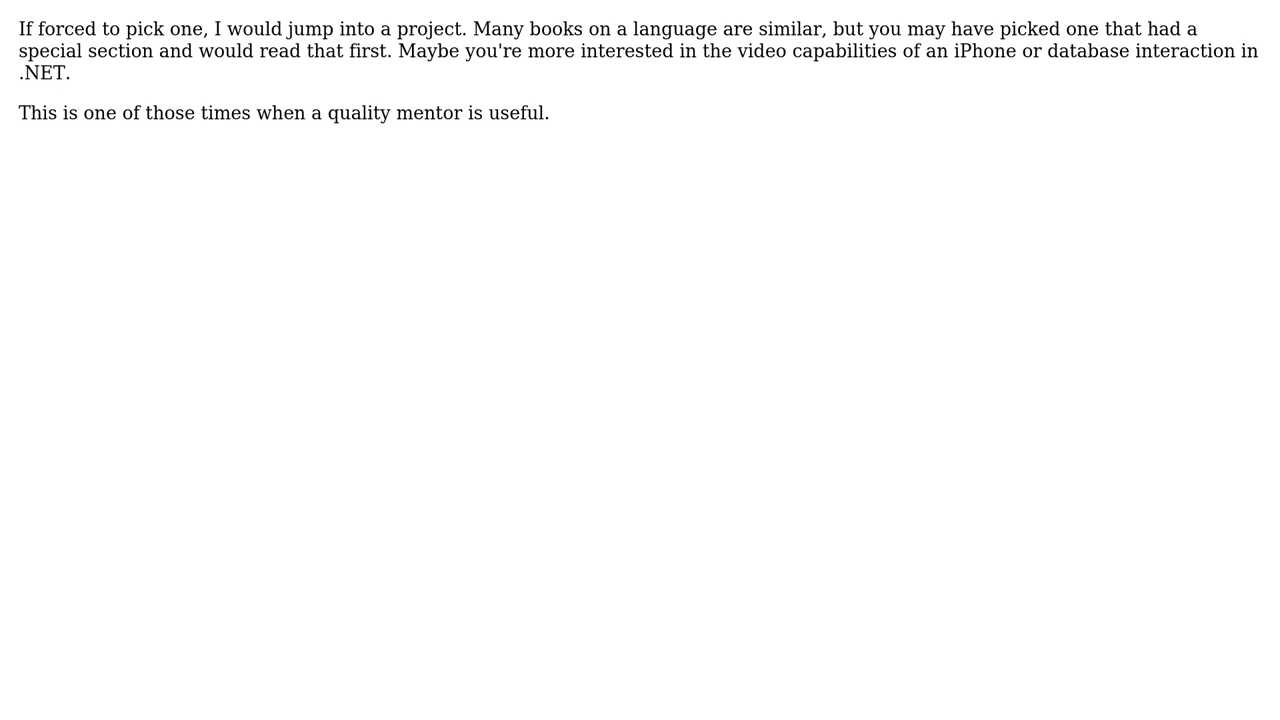 If forced to pick one, I would jump into a project. Many books on a language are similar, but you may have picked one that had a
special section and would read that first. Maybe you're more interested in the video capabilities of an iPhone or database interaction in
.NET.
This is one of those times when a quality mentor is useful.